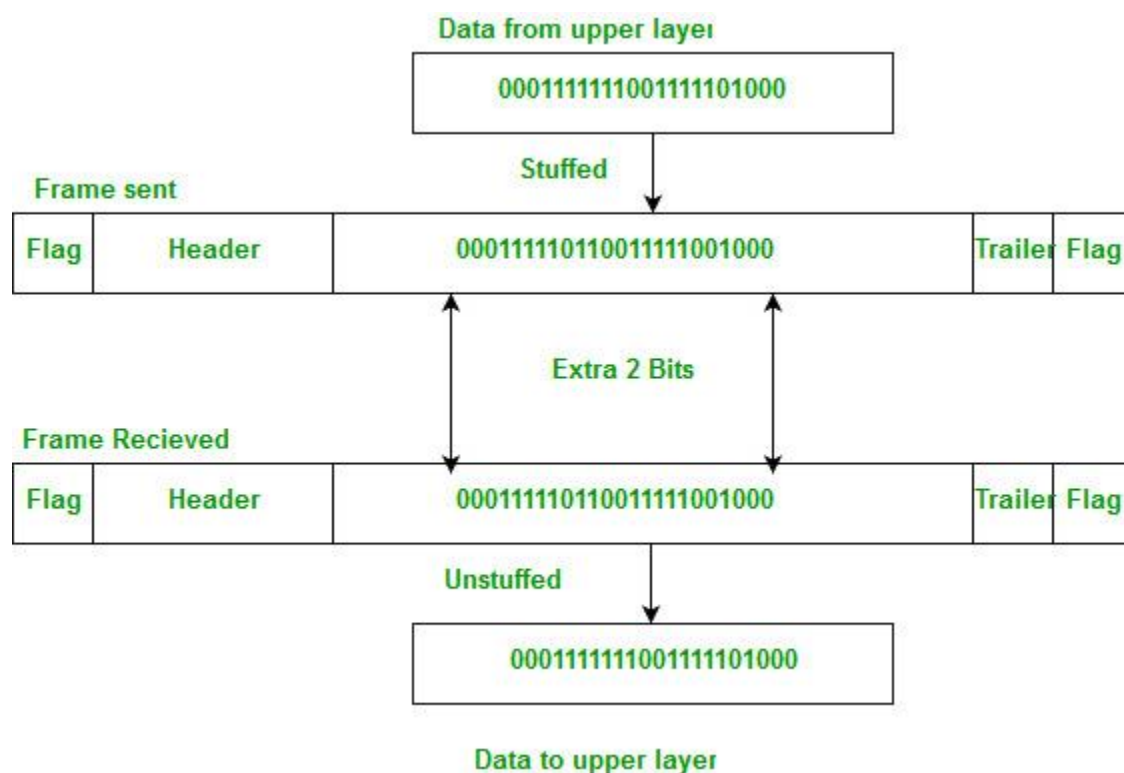 Data from upper layer
0001111111001111101000
Stuffed
Frame sent
Flag Header 000111110110011111001000 Trailer Flag
Extra 2 Bits
Frame Recieved
Flag Header 000111110110011111001000 Trailer Flag
Unstuffed
0001111111001111101000
Data to upper layer